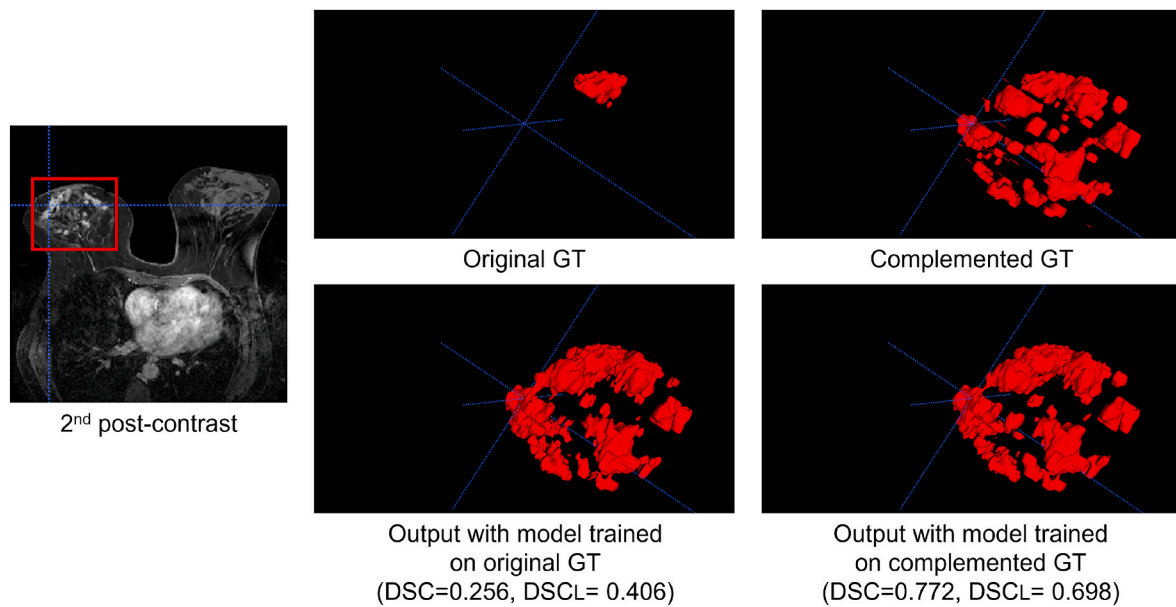 Original GT
Complemented GT
2nd post-contrast
Output with model trained
on original GT
(DSC=0.256, DSCL= 0.406)
Output with model trained
on complemented GT
(DSC=0.772, DSCL= 0.698)